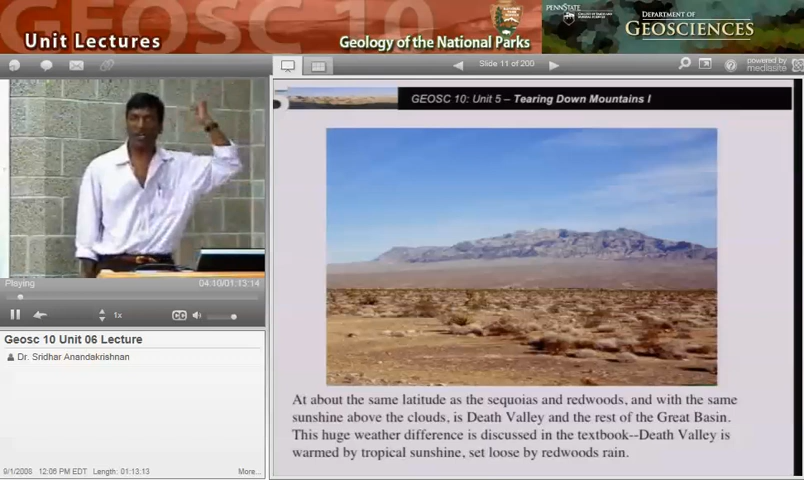 GEOSC 10
Unit Lectures
Geology of the National Parks
PENNSTATE
DEPARTMENT OF
GEOSCIENCES
Slide 11 of 200
powered by
mediasite
GEOSC 10: Unit 5 – Tearing Down Mountains I
Playing
04:10/01:13:14
1x
CC
Geosc 10 Unit 06 Lecture
Dr. Sridhar Anandakrishnan
9/1/2008 12:06 PM EDT Length: 01:13:13
More...
At about the same latitude as the sequoias and redwoods, and with the same
sunshine above the clouds, is Death Valley and the rest of the Great Basin.
This huge weather difference is discussed in the textbook--Death Valley is
warmed by tropical sunshine, set loose by redwoods rain.